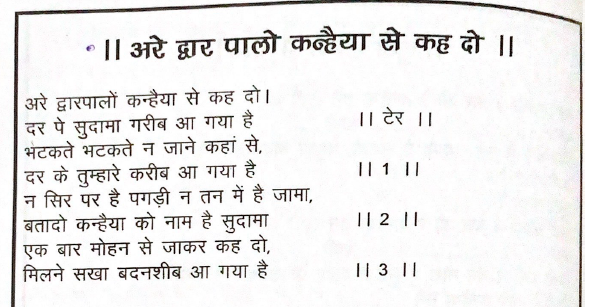 || अरे द्वार पालो कन्हैया से कह दो ||
अरे द्वारपालों कन्हैया से कह दो।
दर पे सुदामा गरीब आ गया है || टेर ||
भटकते भटकते न जाने कहां से,
दर के तुम्हारे करीब आ गया है || 1 ||
न सिर पर है पगड़ी न तन में है जामा,
बतादो कन्हैया को नाम है सुदामा || 2 ||
एक बार मोहन से जाकर कह दो,
मिलने सखा बदनशीब आ गया है || 3 ||